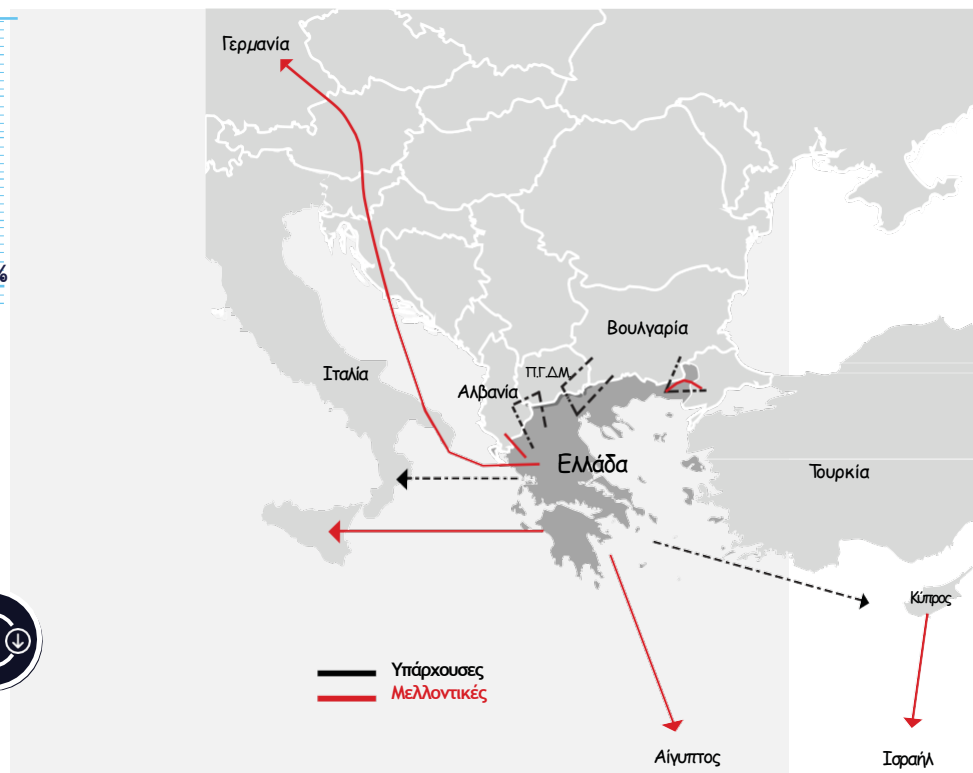 Γερμανία
%
Βουλγαρία
Ιταλία
Π.Γ.Δ.Μ.
Αλβανία
Ελλάδα
Τουρκία
Κύπρος
Υπάρχουσες
Μελλοντικές
Αίγυπτος
Ισραήλ